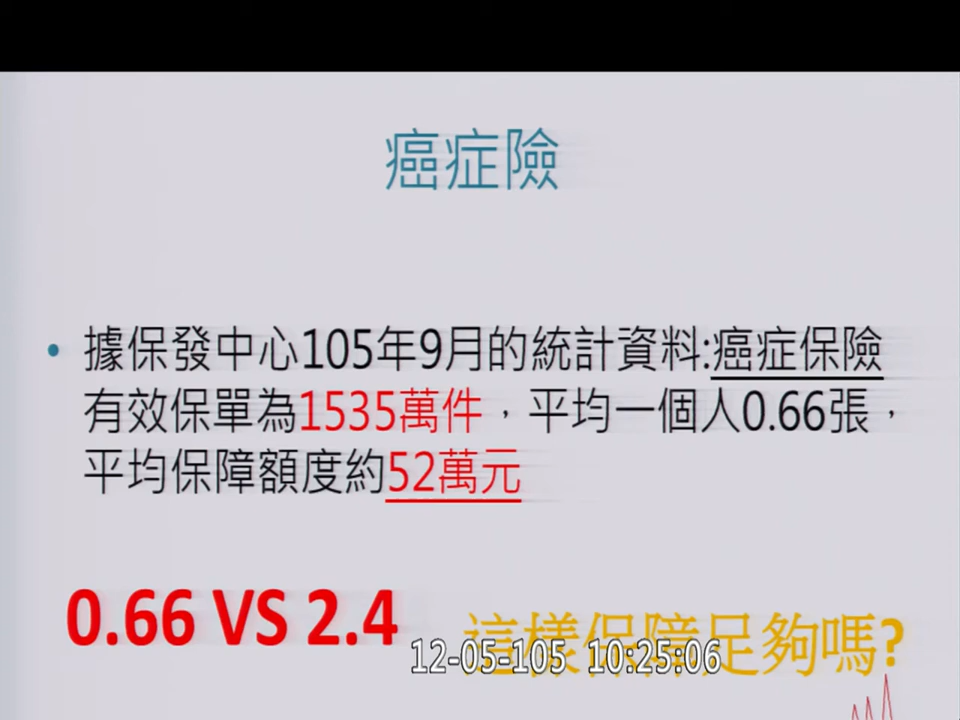 癌症險
• 據保發中心105年9月的統計資料:癌症保險
有效保單為1535萬件，平均一個人0.66張，
平均保障額度約52萬元
0.66 VS 2.4
這樣保障足夠嗎?
12-05-105 10:25:06